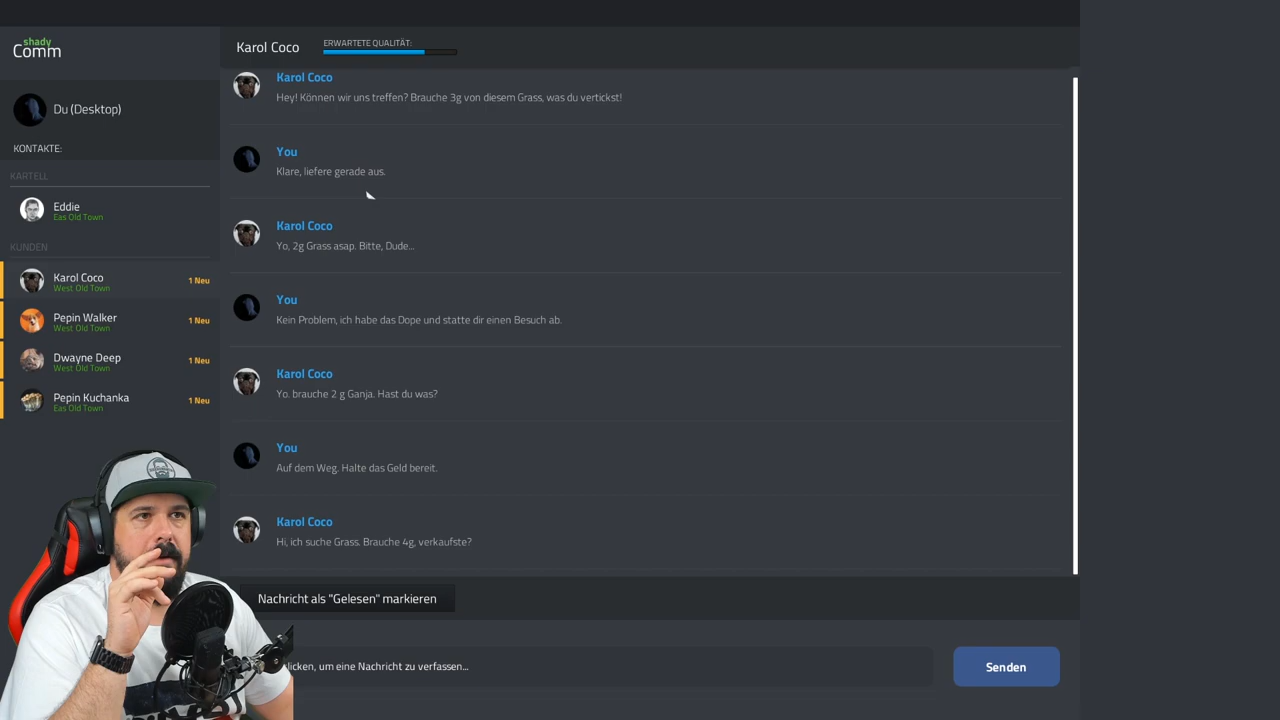 shady
Comm
Du (Desktop)
KONTAKTE:
KARTELL
Eddie
Eas Old Town
KUNDEN
Karol Coco
West Old Town
1 Neu
Pepin Walker
West Old Town
1 Neu
Dwayne Deep
West Old Town
1 Neu
Pepin Kuchanka
Eas Old Town
1 Neu
Karol Coco
ERWARTETE QUALITÄT:
Karol Coco
Hey! Können wir uns treffen? Brauche 3g von diesem Grass, was du vertickst!
You
Klare, liefere gerade aus.
Karol Coco
Yo, 2g Grass asap. Bitte, Dude...
You
Kein Problem, ich habe das Dope und statte dir einen Besuch ab.
Karol Coco
Yo. brauche 2 g Ganja. Hast du was?
You
Auf dem Weg. Halte das Geld bereit.
Karol Coco
Hi, ich suche Grass. Brauche 4g, verkaufste?
Nachricht als "Gelesen" markieren
licken, um eine Nachricht zu verfassen...
Senden